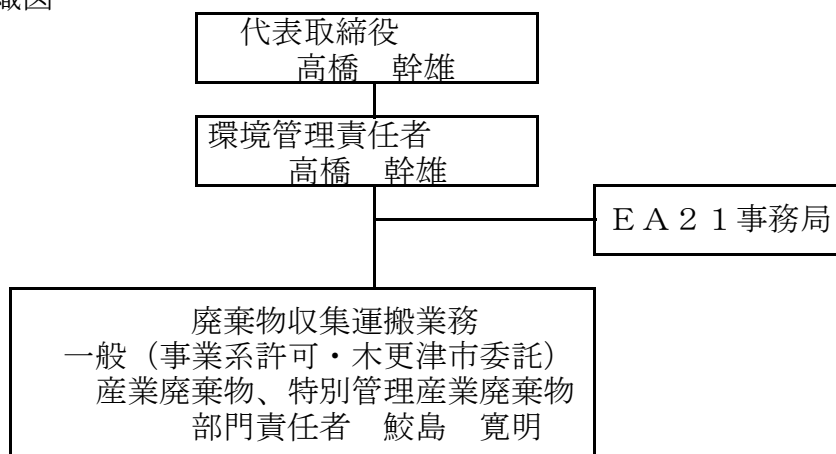 織図
代表取締役
高橋　幹雄
環境管理責任者
高橋　幹雄
ＥＡ２１事務局
廃棄物収集運搬業務
一般（事業系許可・木更津市委託）
産業廃棄物、特別管理産業廃棄物
部門責任者　鮫島　寛明